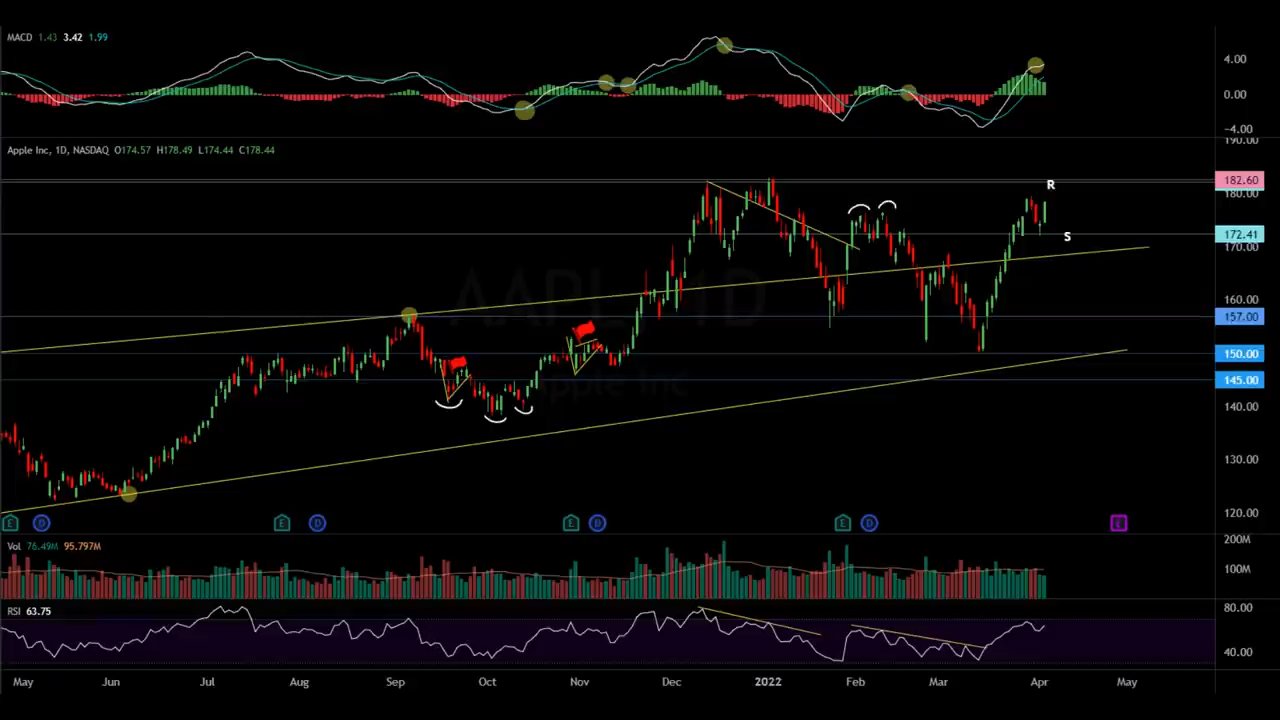 MACD 1.43 3.42 1.99
4.00
0.00
−4.00
190.00
Apple Inc, 1D, NASDAQ O174.57 H178.49 L174.44 C178.44
182.60
R
180.00
172.41
S
170.00
160.00
157.00
150.00
145.00
140.00
130.00
120.00
AAPL, 1D
Apple Inc
E D E D E D E D E
Vol 76.49M 95.797M
200M
100M
RSI 63.75
80.00
40.00
May Jun Jul Aug Sep Oct Nov Dec 2022 Feb Mar Apr May